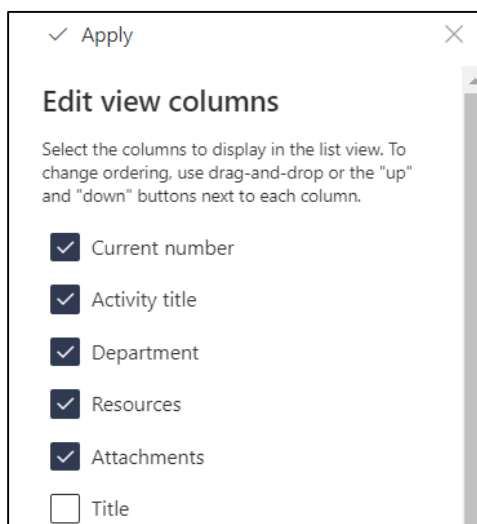 Apply
Edit view columns
Select the columns to display in the list view. To
change ordering, use drag-and-drop or the "up"
and "down" buttons next to each column.
Current number
Activity title
Department
Resources
Attachments
Title